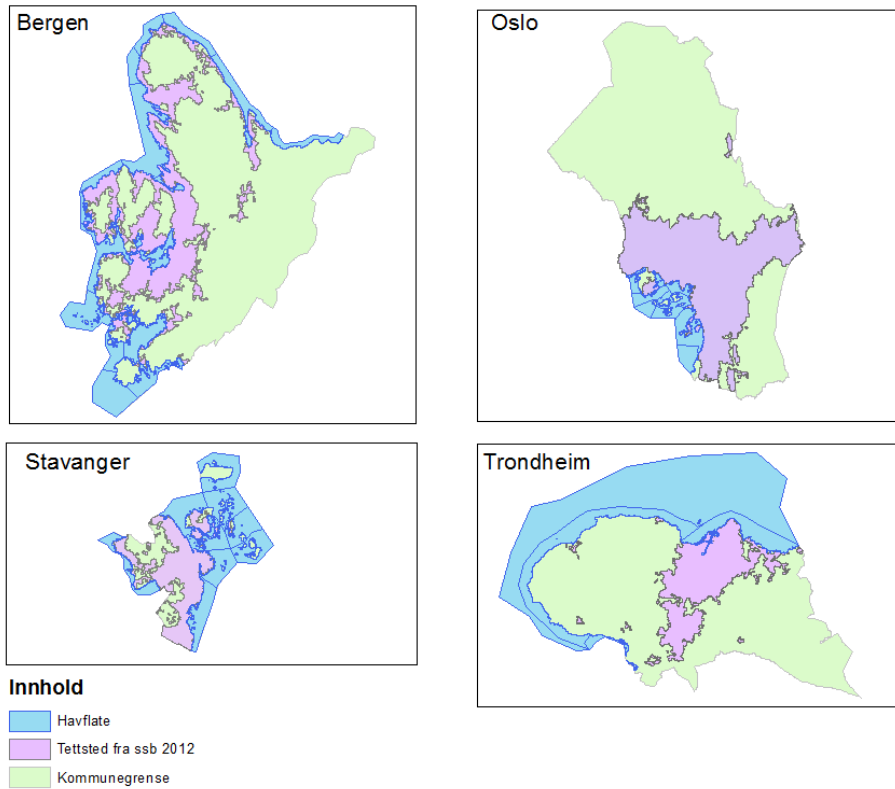 Bergen
Oslo
Stavanger
Trondheim
Innhold
Havflate
Tettsted fra ssb 2012
Kommunegrense